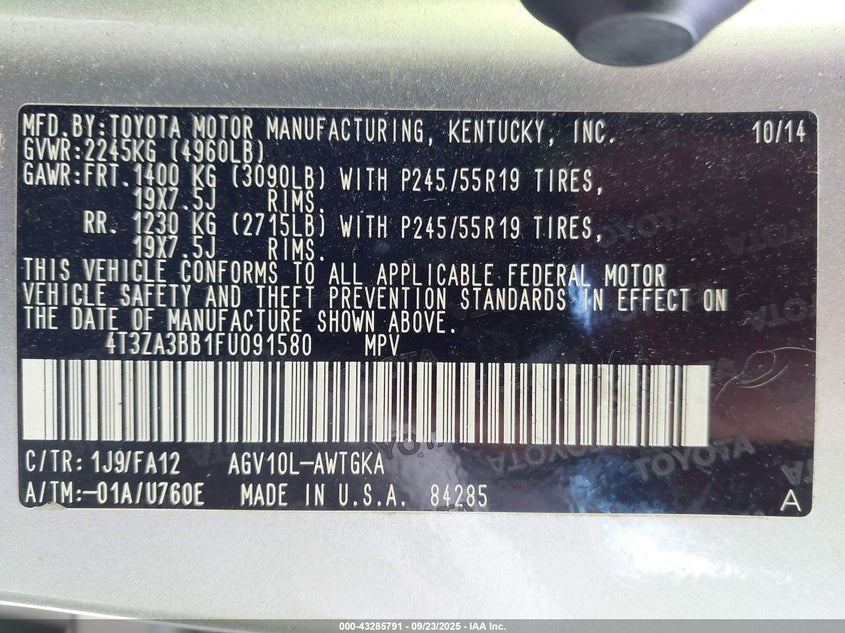 MFD.BY:TOYOTA MOTOR MANUFACTURING, KENTUCKY, INC. 10/14
GVWR:2245KG (4960LB)
GAWR:FRT.1400 KG (3090LB) WITH P245/55R19 TIRES,
19X7.5J RIMS.
RR. 1230 KG (2715LB) WITH P245/55R19 TIRES,
19X7.5J RIMS.
THIS VEHICLE CONFORMS TO ALL APPLICABLE FEDERAL MOTOR
VEHICLE SAFETY AND THEFT PREVENTION STANDARDS IN EFFECT ON
THE DATE OF MANUFACTURE SHOWN ABOVE.
4T3ZA3BB1FU091580 MPV
C/TR: 1J9/FA12 AGV10L-AWTGKA
A/TM:-01A/U760E MADE IN U.S.A. 84285 A
TOYOTA
TOYOTA
TOYOTA
000-43285791 - 09/23/2025 - IAA Inc.